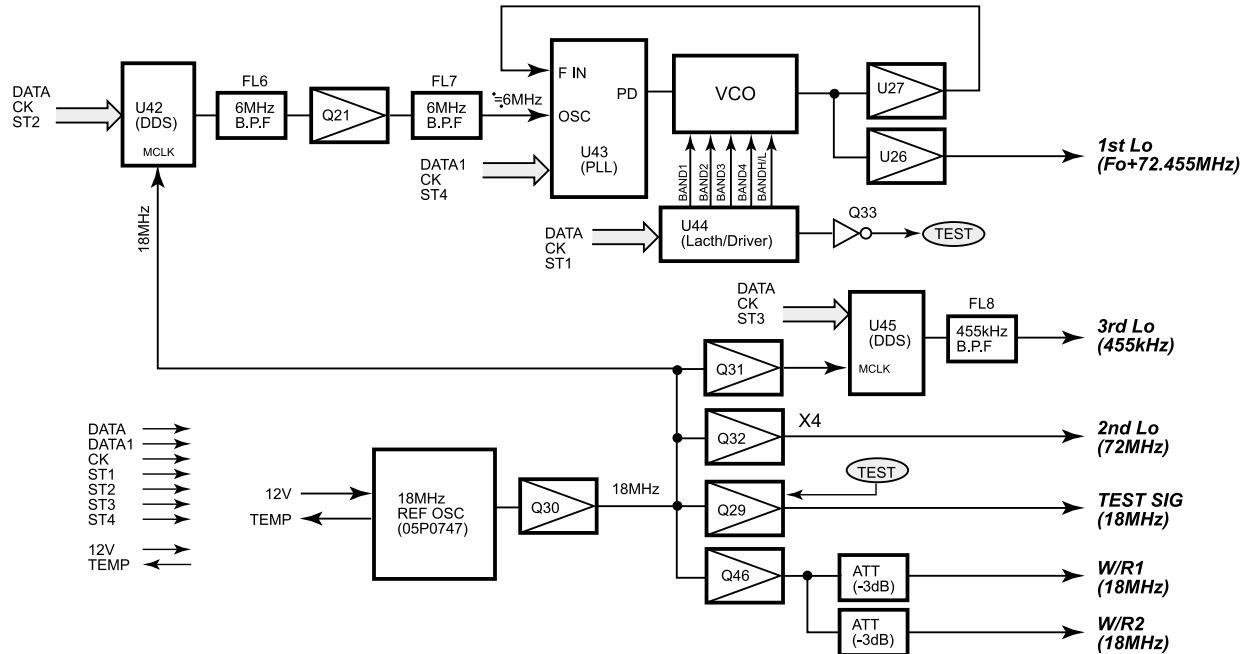 DATA
CK
ST2
U42
(DDS)
MCLK
FL6
6MHz
B.P.F
Q21
FL7
6MHz
B.P.F
≒6MHz
F IN
OSC
PD
U43
(PLL)
DATA1
CK
ST4
VCO
BAND1
BAND2
BAND3
BAND4
BANDH/L
U27
U26
1st Lo
(Fo+72.455MHz)
DATA
CK
ST1
U44
(Lacth/Driver)
Q33
TEST
18MHz
DATA
CK
ST3
U45
(DDS)
MCLK
FL8
455kHz
B.P.F
3rd Lo
(455kHz)
Q31
Q32
X4
2nd Lo
(72MHz)
DATA
DATA1
CK
ST1
ST2
ST3
ST4
12V
TEMP
12V
TEMP
18MHz
REF OSC
(05P0747)
Q30
18MHz
TEST
Q29
TEST SIG
(18MHz)
Q46
ATT
(-3dB)
W/R1
(18MHz)
ATT
(-3dB)
W/R2
(18MHz)